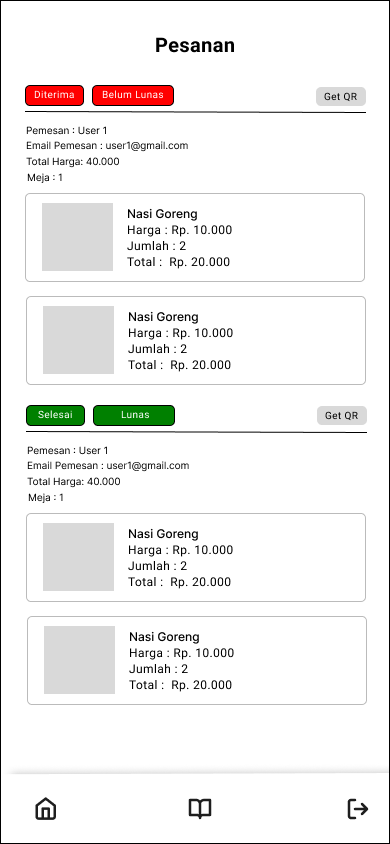 Pesanan
Diterima Belum Lunas Get QR
Pemesan : User 1
Email Pemesan : user1@gmail.com
Total Harga: 40.000
Meja : 1
Nasi Goreng
Harga : Rp. 10.000
Jumlah : 2
Total :  Rp. 20.000
Nasi Goreng
Harga : Rp. 10.000
Jumlah : 2
Total :  Rp. 20.000
Selesai Lunas Get QR
Pemesan : User 1
Email Pemesan : user1@gmail.com
Total Harga: 40.000
Meja : 1
Nasi Goreng
Harga : Rp. 10.000
Jumlah : 2
Total :  Rp. 20.000
Nasi Goreng
Harga : Rp. 10.000
Jumlah : 2
Total :  Rp. 20.000